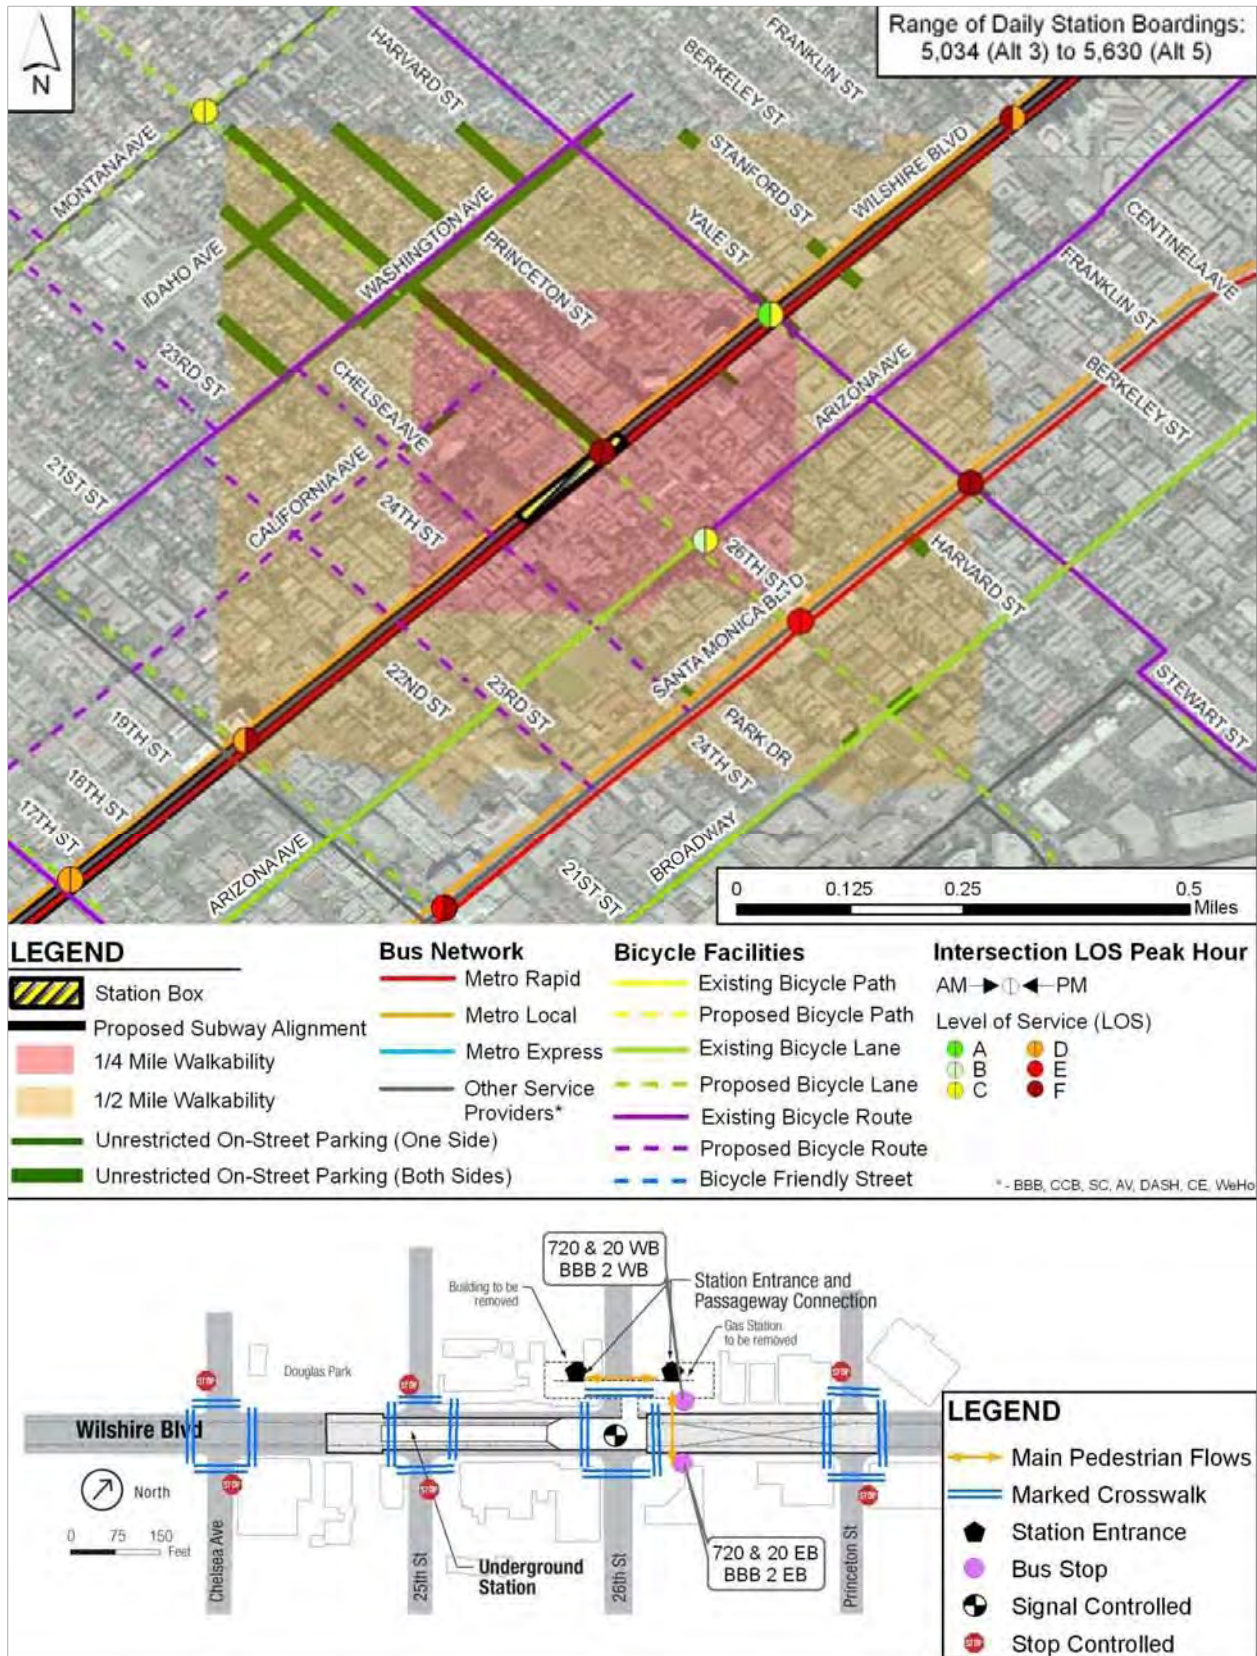 Range of Daily Station Boardings:
5,034 (Alt 3) to 5,630 (Alt 5)
N
HARVARD ST
BERKELEY ST
FRANKLIN ST
MONTANA AVE
STANFORD ST
WILSHIRE BLVD
IDAHO AVE
WASHINGTON AVE
PRINCETON ST
YALE ST
CENTINELA AVE
FRANKLIN ST
23RD ST
CHELSEA AVE
ARIZONA AVE
BERKELEY ST
21ST ST
CALIFORNIA AVE
24TH ST
26TH ST
HARVARD ST
SANTA MONICA BLVD
22ND ST
23RD ST
PARK DR
24TH ST
STEWART ST
19TH ST
18TH ST
17TH ST
ARIZONA AVE
21ST ST
BROADWAY
0 0.125 0.25 0.5
Miles
LEGEND
Station Box
Proposed Subway Alignment
1/4 Mile Walkability
1/2 Mile Walkability
Unrestricted On-Street Parking (One Side)
Unrestricted On-Street Parking (Both Sides)
Bus Network
Metro Rapid
Metro Local
Metro Express
Other Service
Providers*
Bicycle Facilities
Existing Bicycle Path
Proposed Bicycle Path
Existing Bicycle Lane
Proposed Bicycle Lane
Existing Bicycle Route
Proposed Bicycle Route
Bicycle Friendly Street
Intersection LOS Peak Hour
AM PM
Level of Service (LOS)
A D
B E
C F
* - BBB, CCB, SC, AV, DASH, CE, WeHo
720 & 20 WB
BBB 2 WB
Building to be
removed
Station Entrance and
Passageway Connection
Gas Station
to be removed
Douglas Park
STOP
STOP
STOP
Wilshire Blvd
STOP
STOP
STOP
North
0 75 150
Feet
Chelsea Ave
25th St
Underground
Station
26th St
720 & 20 EB
BBB 2 EB
Princeton St
LEGEND
Main Pedestrian Flows
Marked Crosswalk
Station Entrance
Bus Stop
Signal Controlled
STOP Stop Controlled